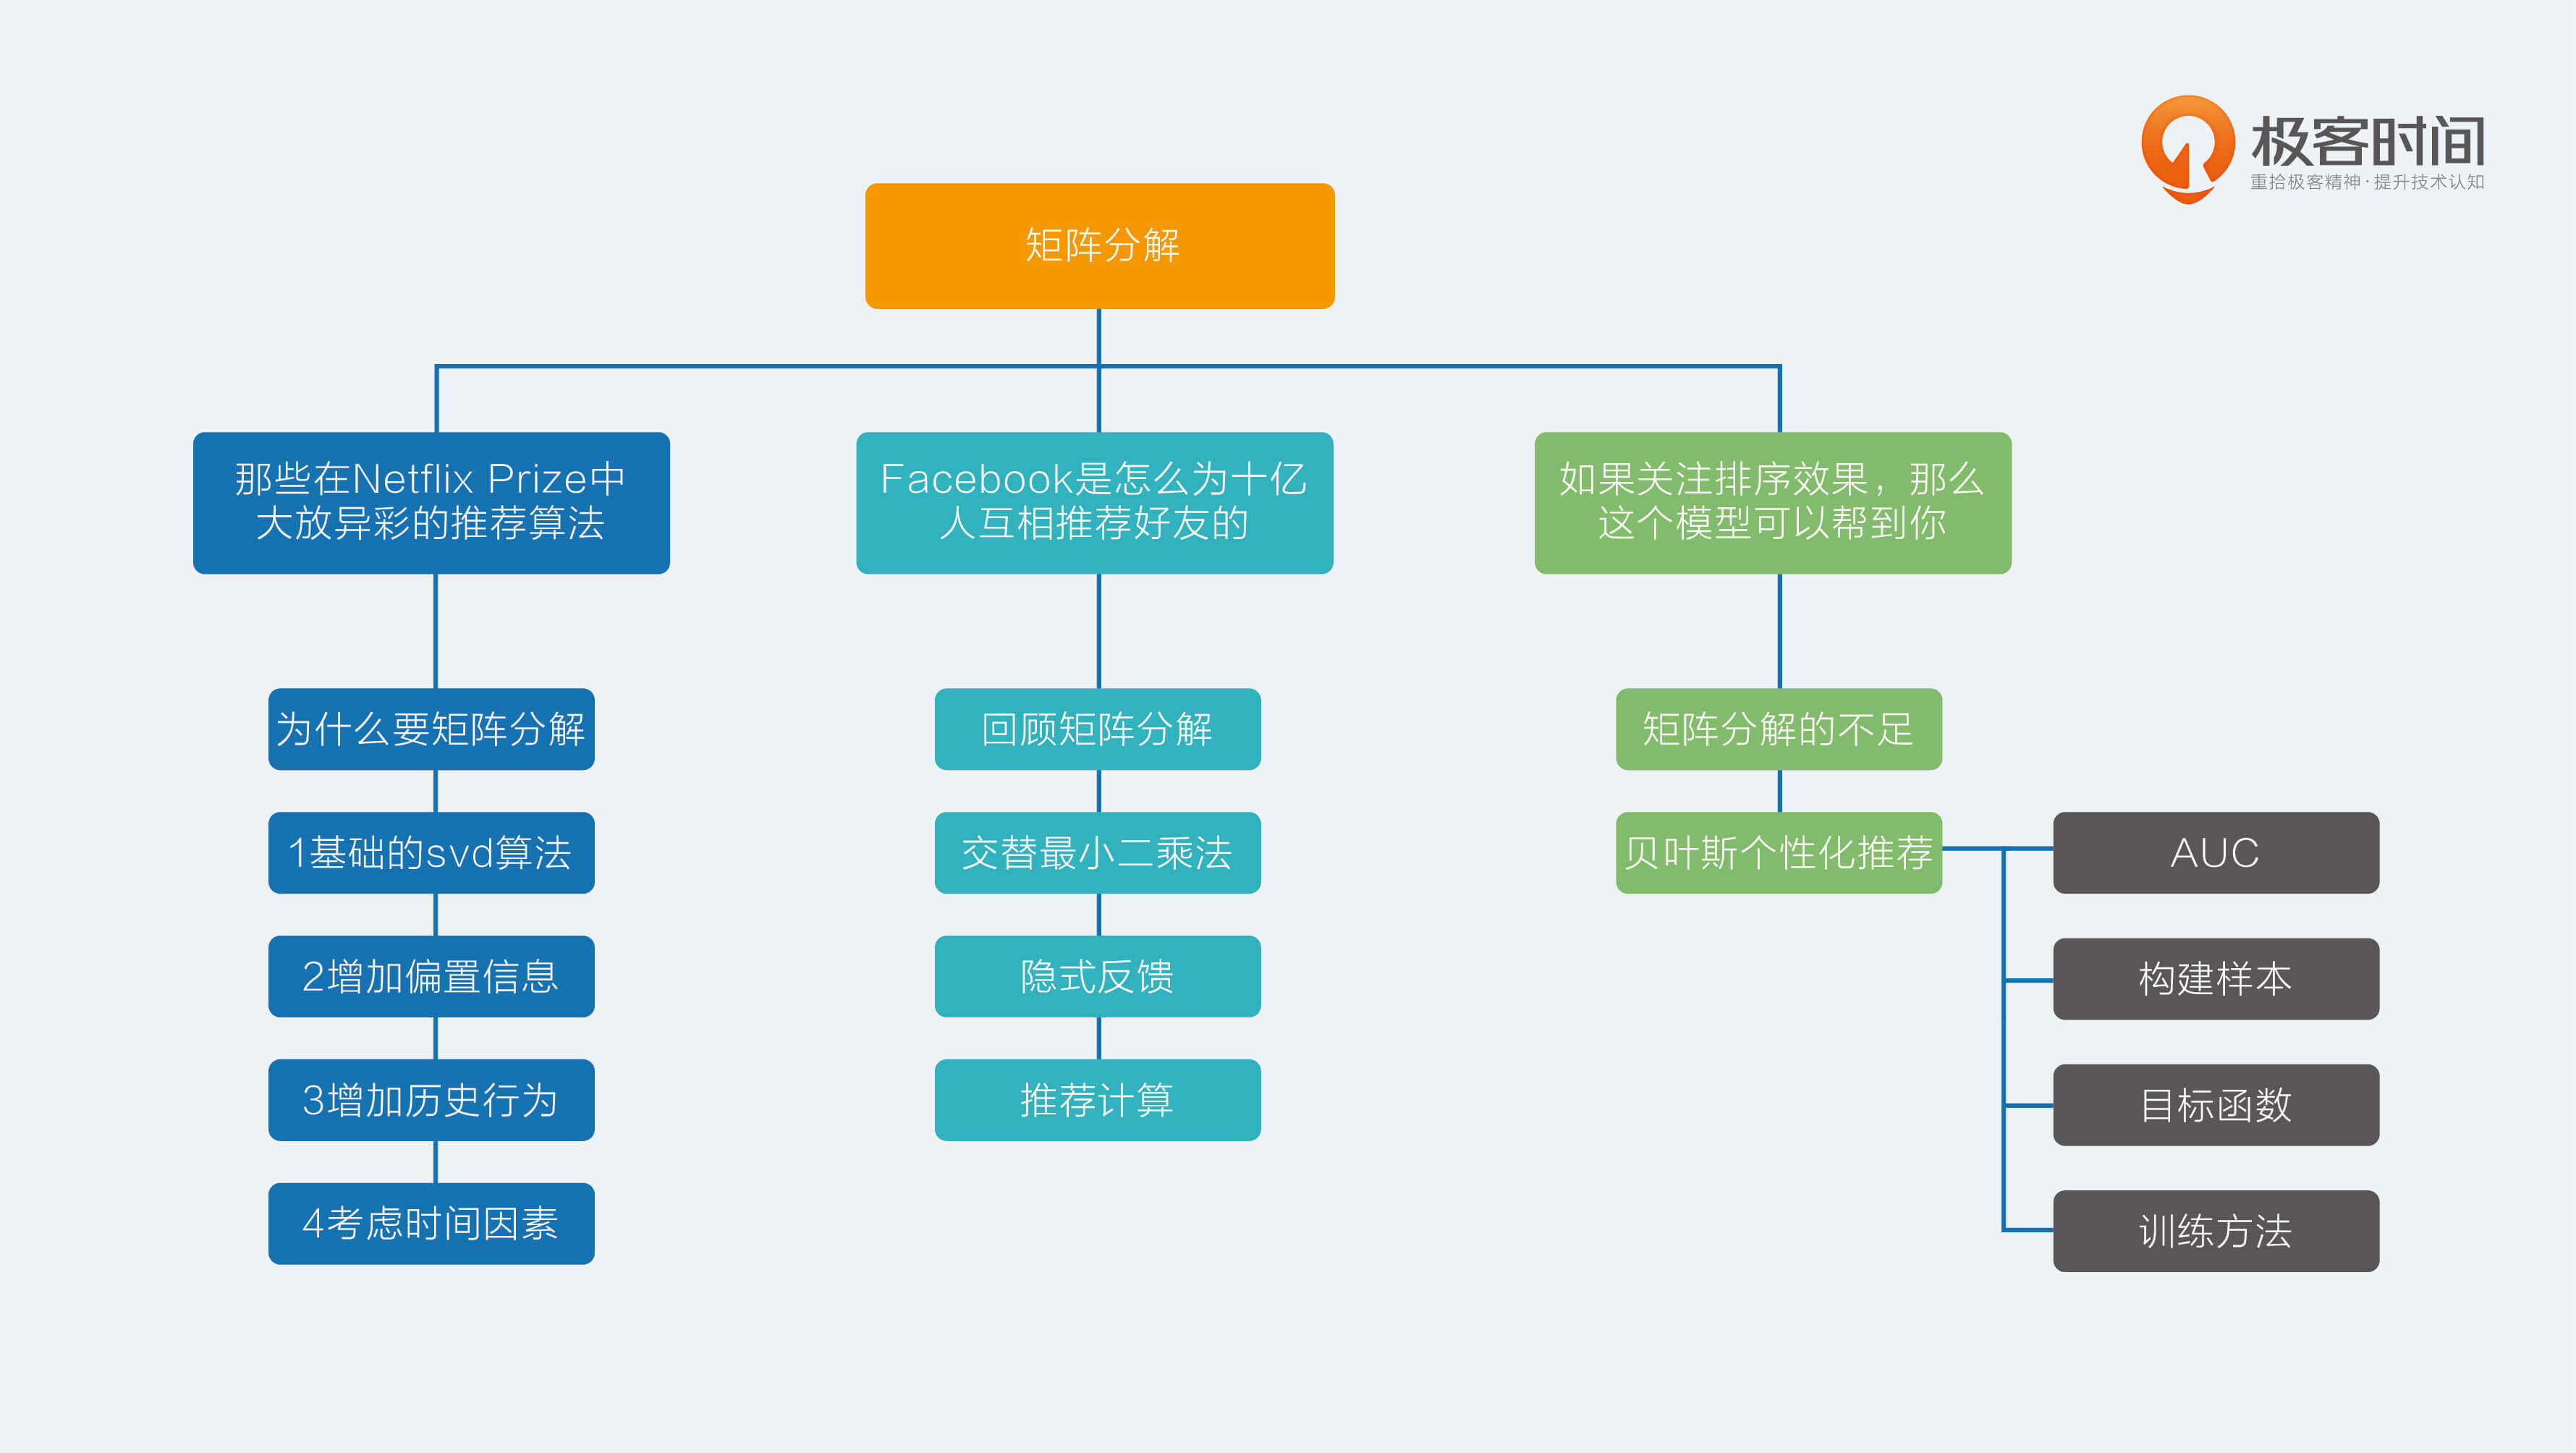 极客时间
重拾极客精神·提升技术认知
矩阵分解
那些在Netflix Prize中
大放异彩的推荐算法
为什么要矩阵分解
1基础的svd算法
2增加偏置信息
3增加历史行为
4考虑时间因素
Facebook是怎么为十亿
人互相推荐好友的
回顾矩阵分解
交替最小二乘法
隐式反馈
推荐计算
如果关注排序效果，那么
这个模型可以帮到你
矩阵分解的不足
贝叶斯个性化推荐
AUC
构建样本
目标函数
训练方法